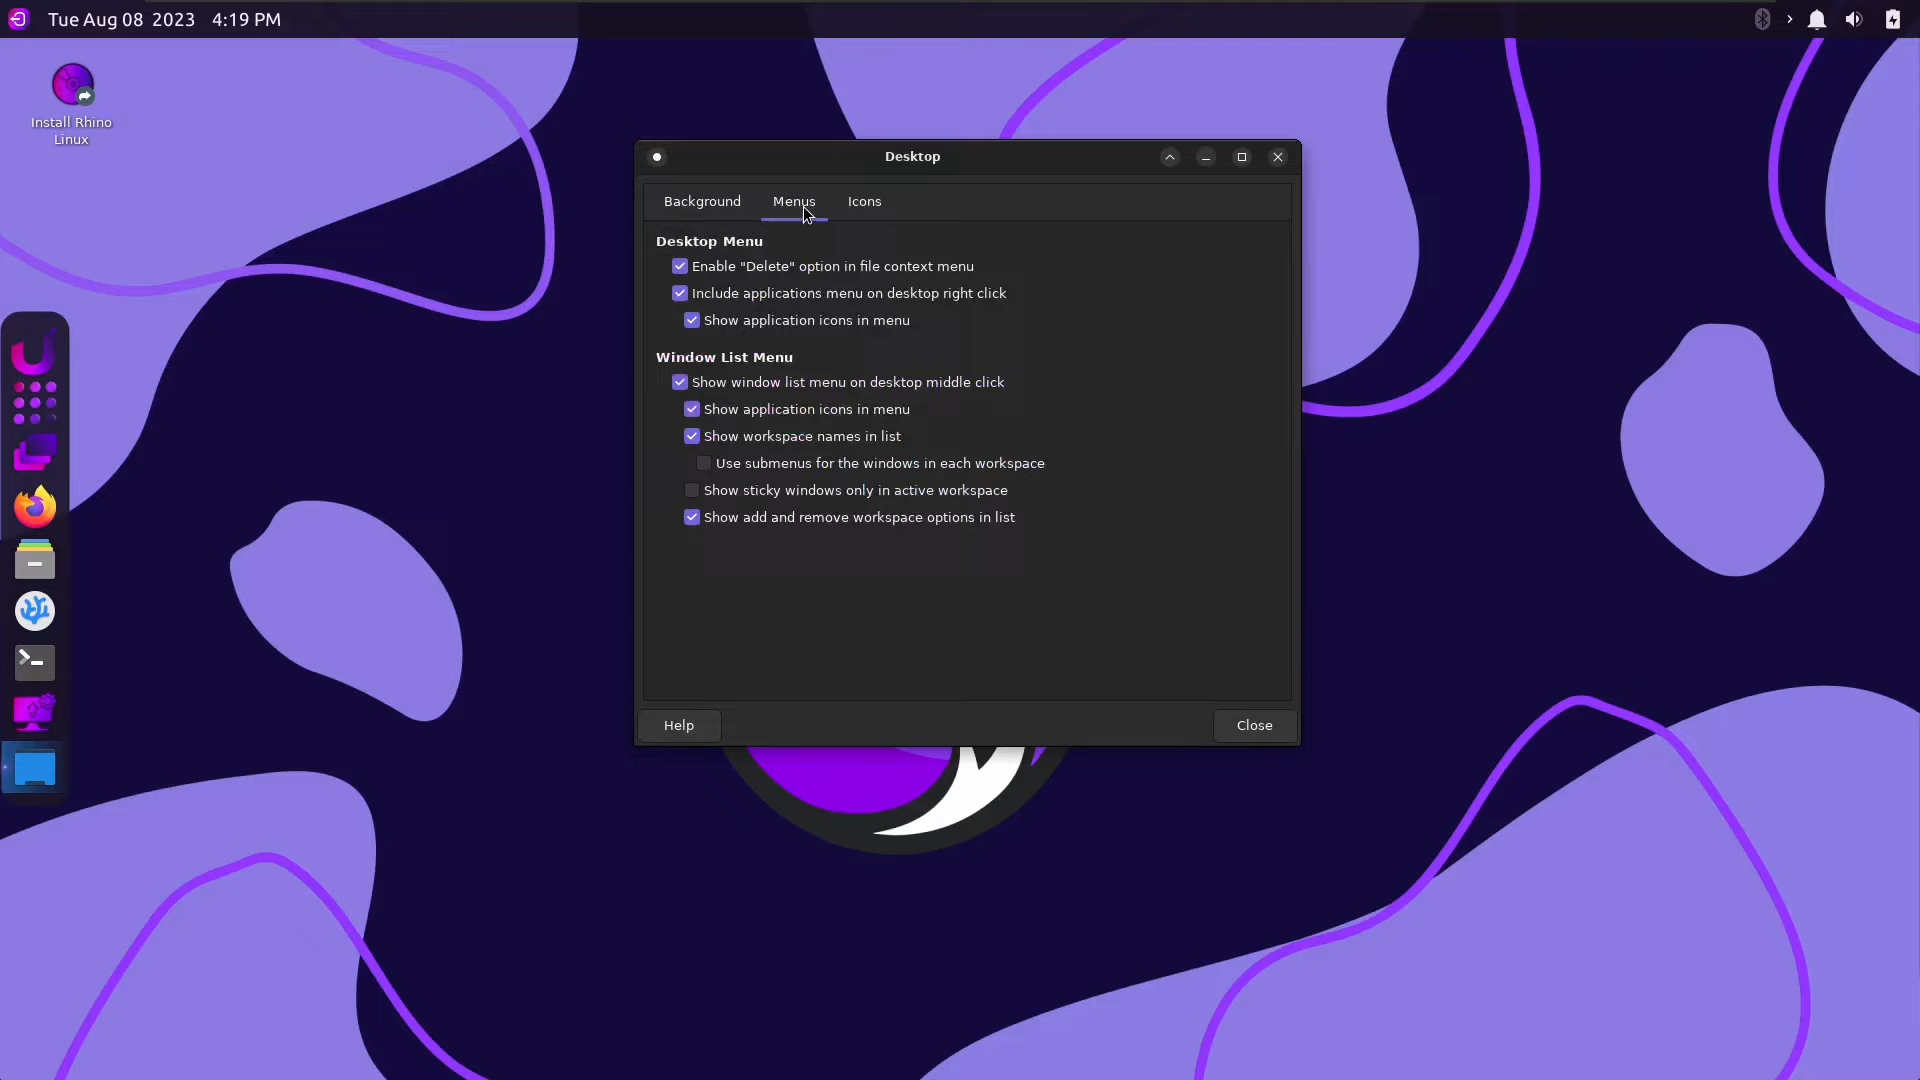 Tue Aug 08 2023 4:19 PM
Install Rhino
Linux
Desktop
Background Menus Icons
Desktop Menu
Enable "Delete" option in file context menu
Include applications menu on desktop right click
Show application icons in menu
Window List Menu
Show window list menu on desktop middle click
Show application icons in menu
Show workspace names in list
Use submenus for the windows in each workspace
Show sticky windows only in active workspace
Show add and remove workspace options in list
Help Close